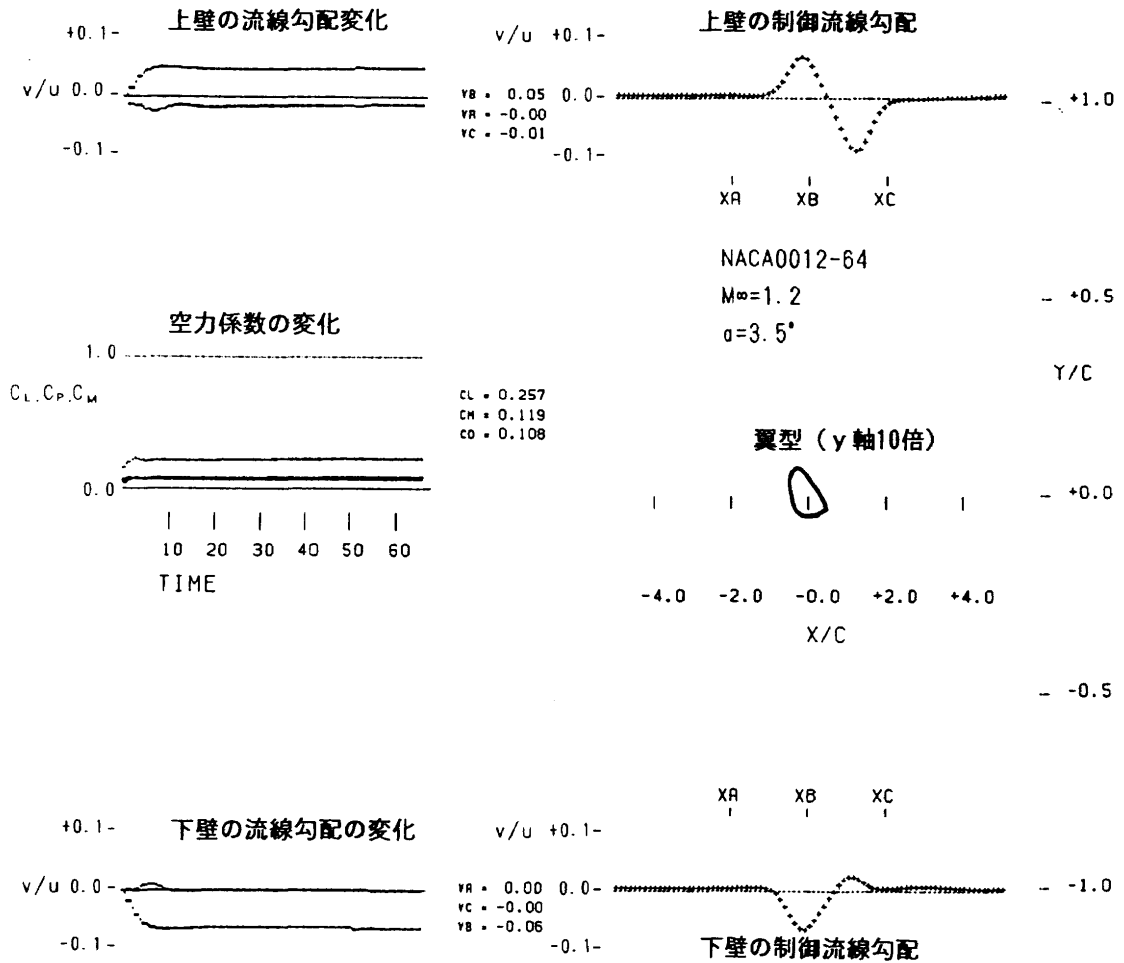 上壁の流線勾配変化
+0.1-
v/u 0.0-
-0.1-
VB = 0.05
VA = -0.00
VC = -0.01
上壁の制御流線勾配
v/u +0.1-
0.0-
-0.1-
XA XB XC
- +1.0
NACA0012-64
M∞=1.2
α=3.5°
- +0.5
Y/C
空力係数の変化
1.0
CL,CP,CM
0.0
10 20 30 40 50 60
TIME
CL = 0.257
CM = 0.119
CD = 0.108
翼型(y軸10倍)
- +0.0
-4.0 -2.0 -0.0 +2.0 +4.0
X/C
- -0.5
XA XB XC
下壁の流線勾配の変化
+0.1-
v/u 0.0-
-0.1-
VA = 0.00
VC = -0.00
VB = -0.06
v/u +0.1-
0.0-
-0.1-
- -1.0
下壁の制御流線勾配